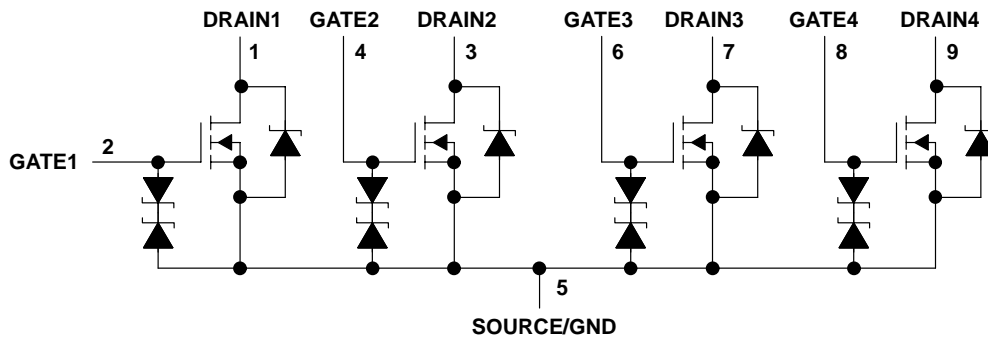 DRAIN1 GATE2 DRAIN2 GATE3 DRAIN3 GATE4 DRAIN4
1 4 3 6 7 8 9
2
GATE1
5
SOURCE/GND